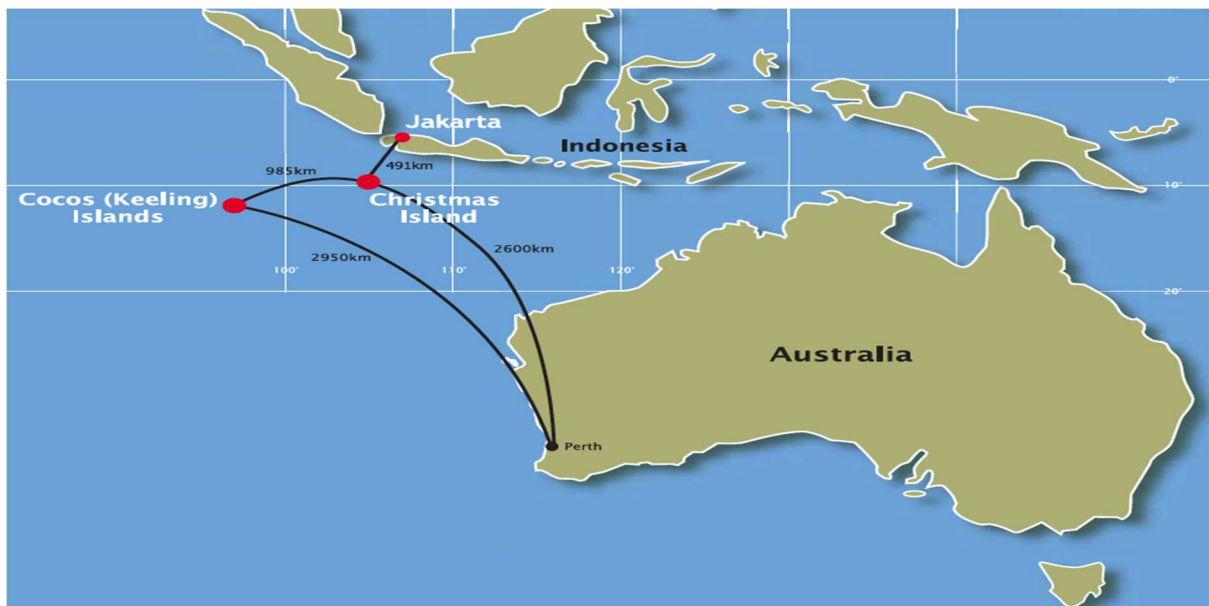 0°
Jakarta
Indonesia
985km
491km
10°
Cocos (Keeling)
Islands
Christmas
Island
2600km
2950km
100°
110°
120°
20°
Australia
Perth